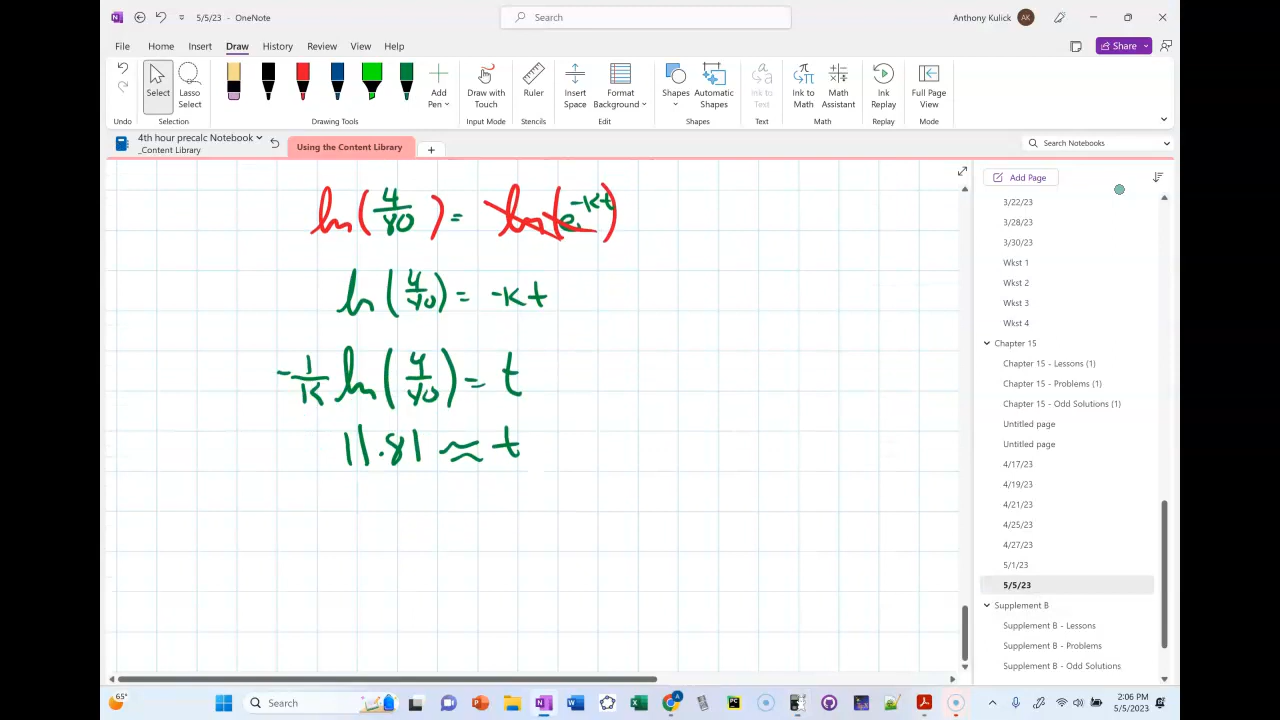 5/5/23 - OneNote
Search
Anthony Kulick
AK
File Home Insert Draw History Review View Help
Share
Undo
Select
Lasso Select
Selection
Add Pen
Drawing Tools
Draw with Touch
Input Mode
Ruler
Stencils
Insert Space
Format Background
Edit
Shapes
Automatic Shapes
Shapes
Ink to Text
Text
Ink to Math
Math Assistant
Math
Ink Replay
Replay
Full Page View
Mode
4th hour precalc Notebook
_Content Library
Using the Content Library
+
Search Notebooks
Add Page
3/22/23
3/28/23
3/30/23
Wkst 1
Wkst 2
Wkst 3
Wkst 4
Chapter 15
Chapter 15 - Lessons (1)
Chapter 15 - Problems (1)
Chapter 15 - Odd Solutions (1)
Untitled page
Untitled page
4/17/23
4/19/23
4/21/23
4/25/23
4/27/23
5/1/23
5/5/23
Supplement B
Supplement B - Lessons
Supplement B - Problems
Supplement B - Odd Solutions
ln(4/y0) = ln(e^-kt)
ln(4/y0) = -kt
-1/k ln(4/y0) = t
11.81 ≈ t
65°
Search
2:06 PM
5/5/2023